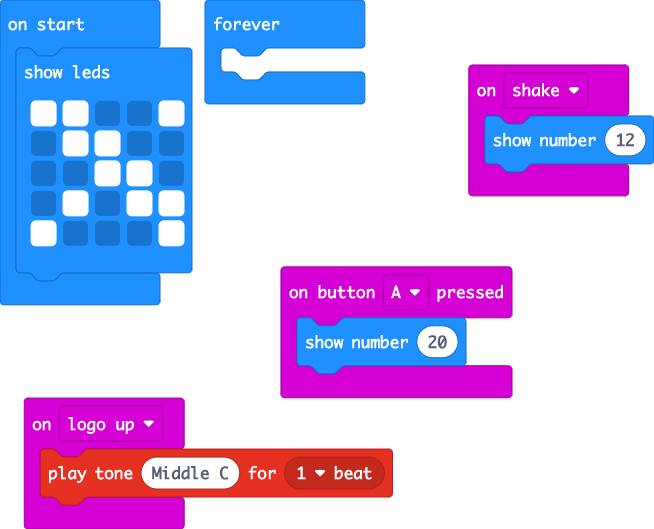 on start
show leds
forever
on shake
show number 12
on button A pressed
show number 20
on logo up
play tone Middle C for 1 beat